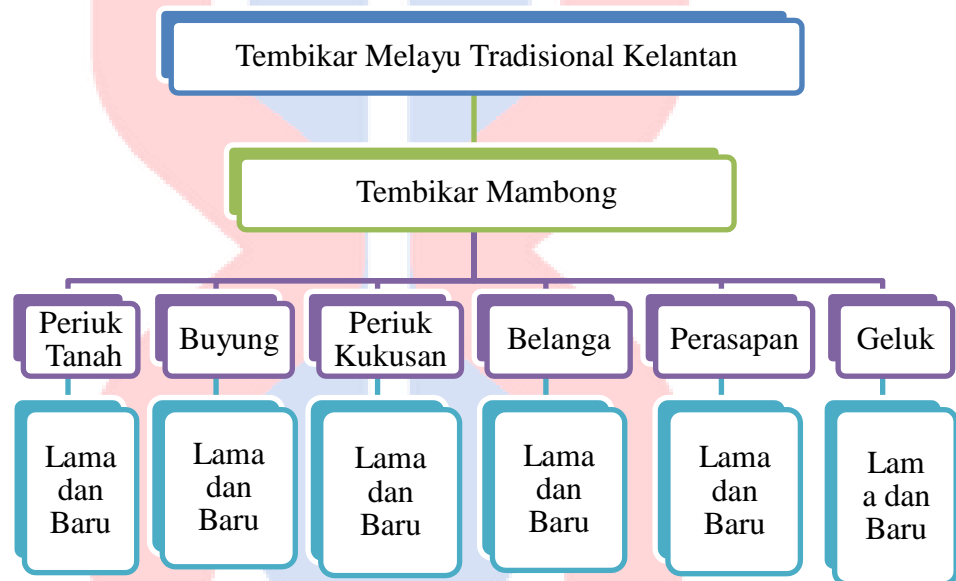 Tembikar Melayu Tradisional Kelantan
Tembikar Mambong
Periuk
Tanah
Buyung
Periuk
Kukusan
Belanga
Perasapan
Geluk
Lama
dan
Baru
Lama
dan
Baru
Lama
dan
Baru
Lama
dan
Baru
Lama
dan
Baru
Lam
a dan
Baru